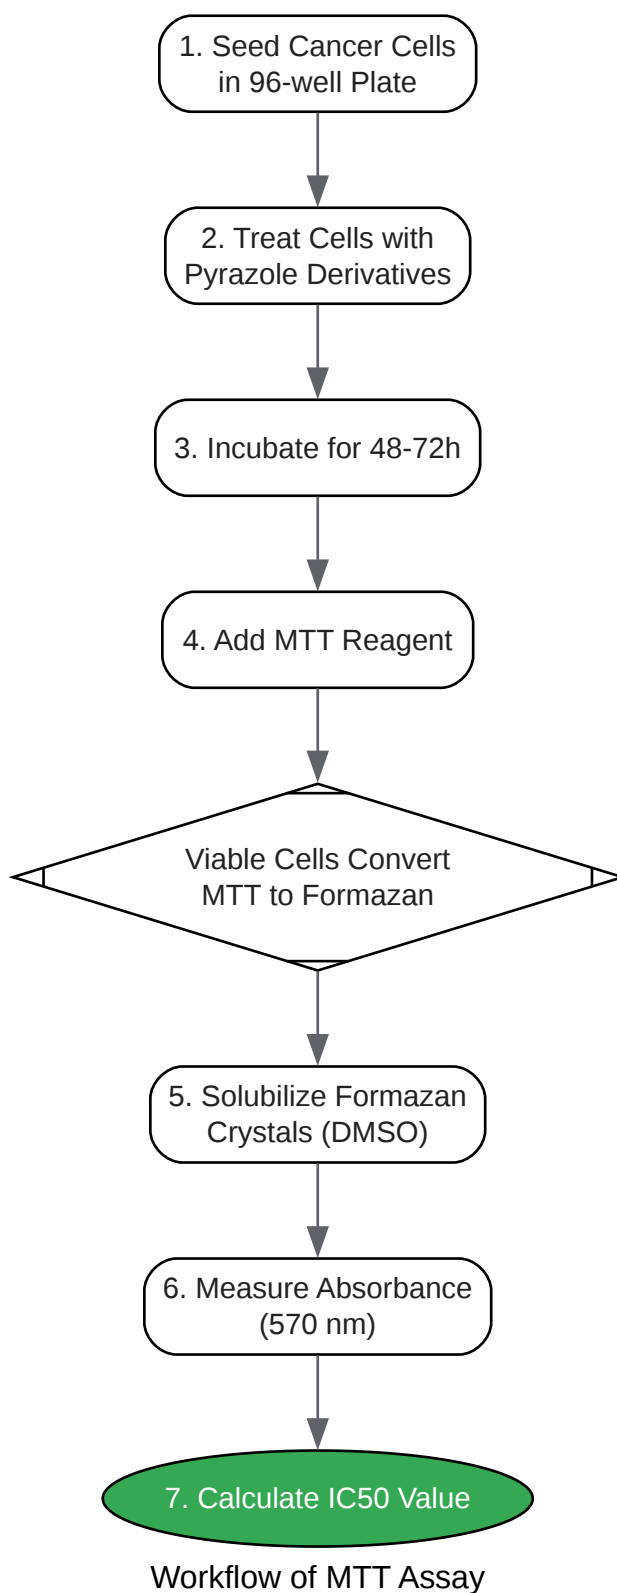 1. Seed Cancer Cells
in 96-well Plate
2. Treat Cells with
Pyrazole Derivatives
3. Incubate for 48-72h
4. Add MTT Reagent
Viable Cells Convert
MTT to Formazan
5. Solubilize Formazan
Crystals (DMSO)
6. Measure Absorbance
(570 nm)
7. Calculate IC50 Value
Workflow of MTT Assay